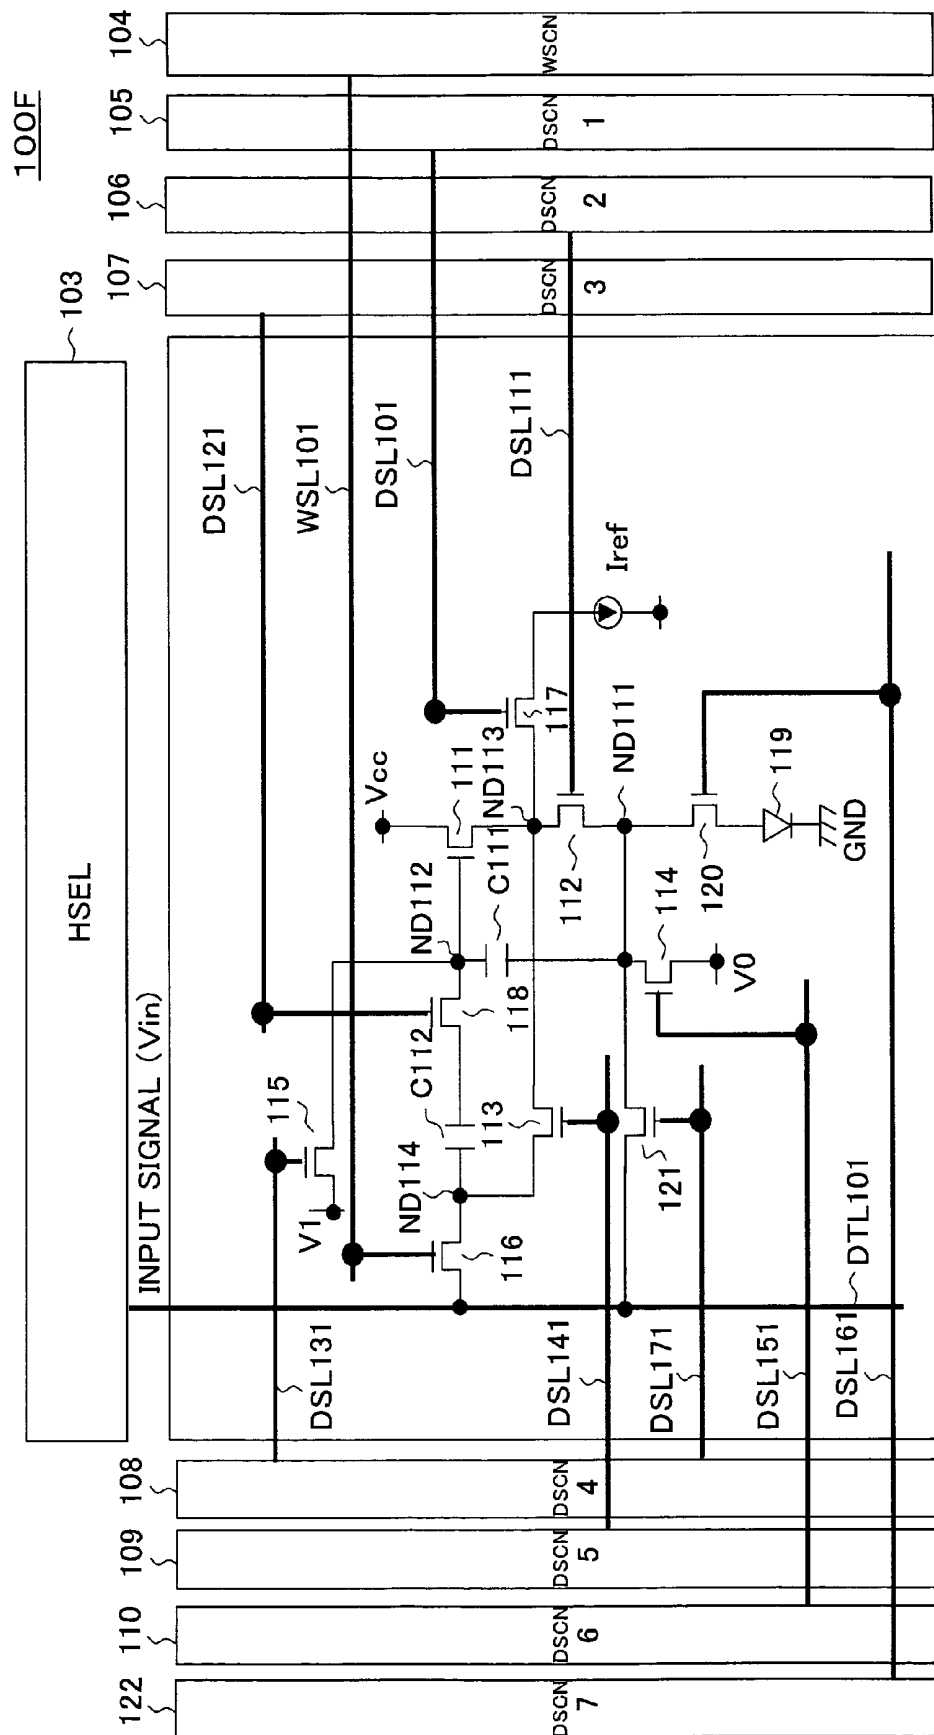 100F
104
105
106
107
103
WSCN
DSCN
1
DSCN
2
DSCN
3
HSEL
DSL121
WSL101
DSL101
DSL111
INPUT SIGNAL (Vin)
Iref
Vcc
117
ND113
111
ND112
C111
112
ND111
120
119
GND
114
V0
118
C112
113
115
V1
ND114
116
121
DTL101
DSL131
DSL141
DSL171
DSL151
DSL161
108
109
110
122
DSCN
4
DSCN
5
DSCN
6
DSCN
7